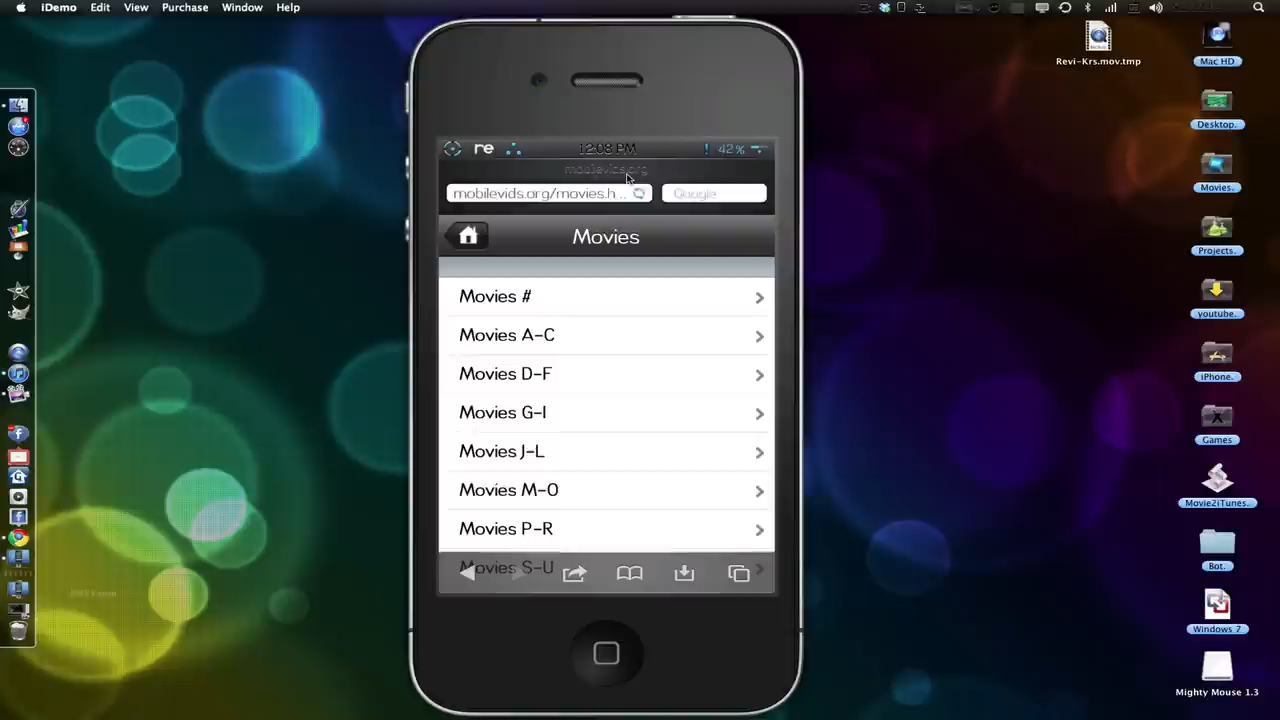 iDemo Edit View Purchase Window Help
Revi-Krs.mov.tmp
Mac HD
Desktop.
Movies.
Projects.
youtube.
iPhone.
Games
Movie2iTunes.
Bot.
Windows 7
Mighty Mouse 1.3
re 12:08 PM ! 42%
mobilevids.org
mobilevids.org/movies.h... Google
Movies
Movies #
Movies A-C
Movies D-F
Movies G-I
Movies J-L
Movies M-O
Movies P-R
Movies S-U